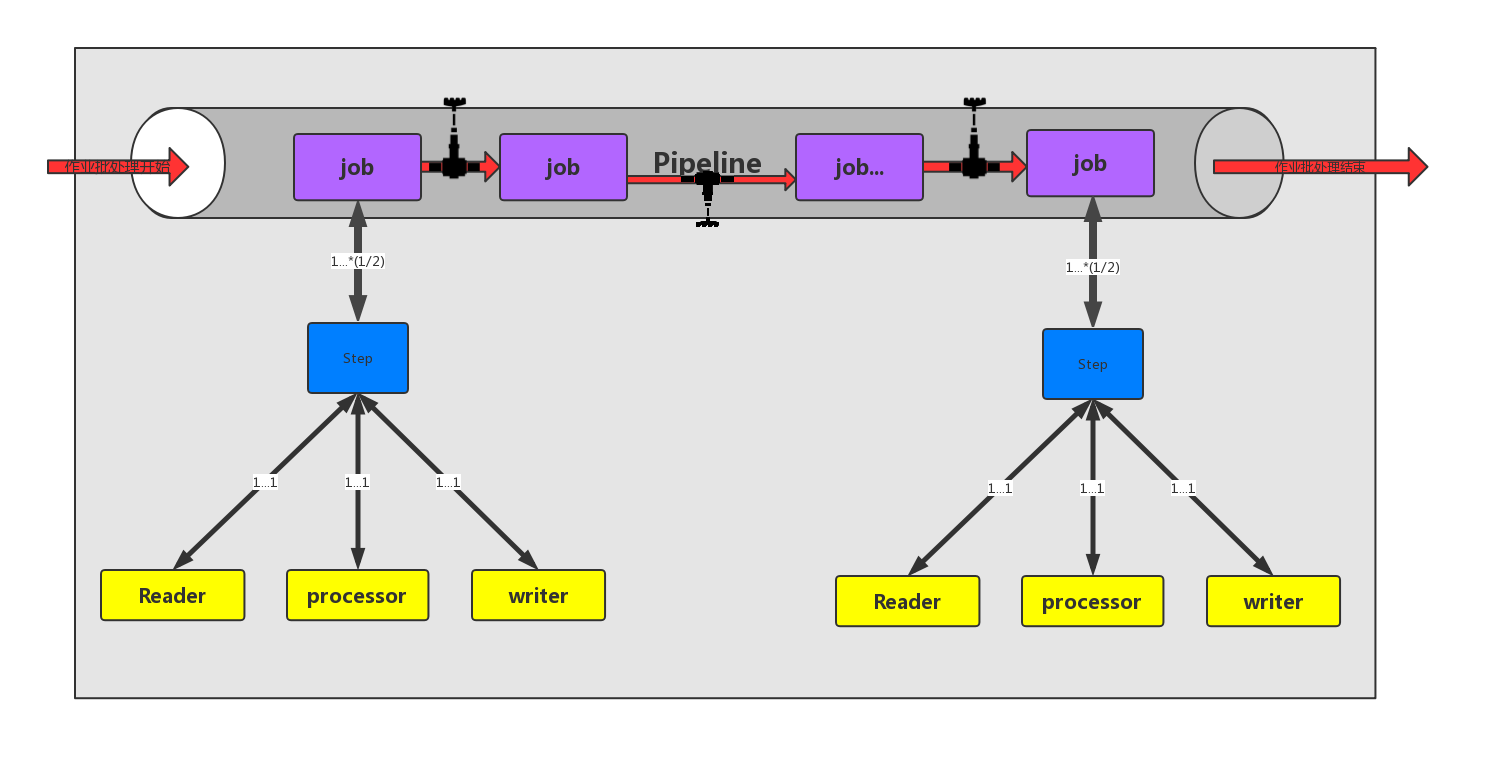 作业批处理开始
job
job
Pipeline
job...
job
作业批处理结束
1...*(1/2)
1...*(1/2)
Step
Step
1...1
1...1
1...1
1...1
1...1
1...1
Reader
processor
writer
Reader
processor
writer